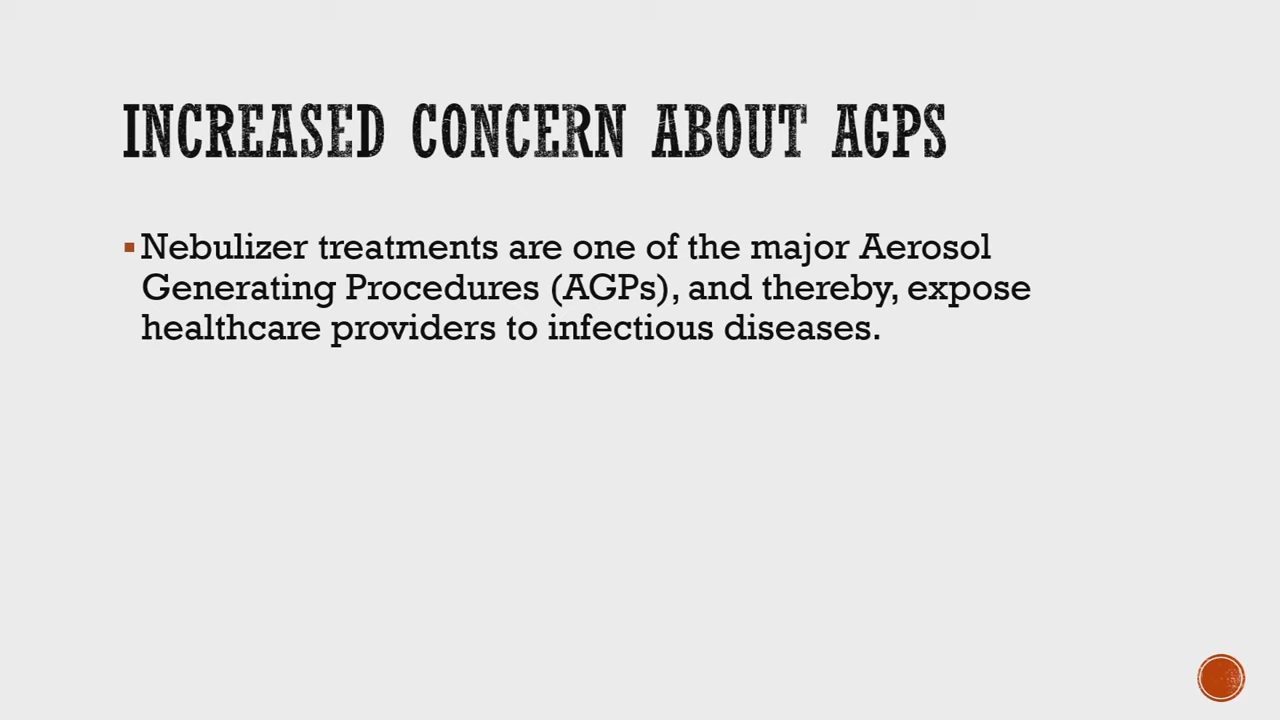 INCREASED CONCERN ABOUT AGPS
Nebulizer treatments are one of the major Aerosol
Generating Procedures (AGPs), and thereby, expose
healthcare providers to infectious diseases.